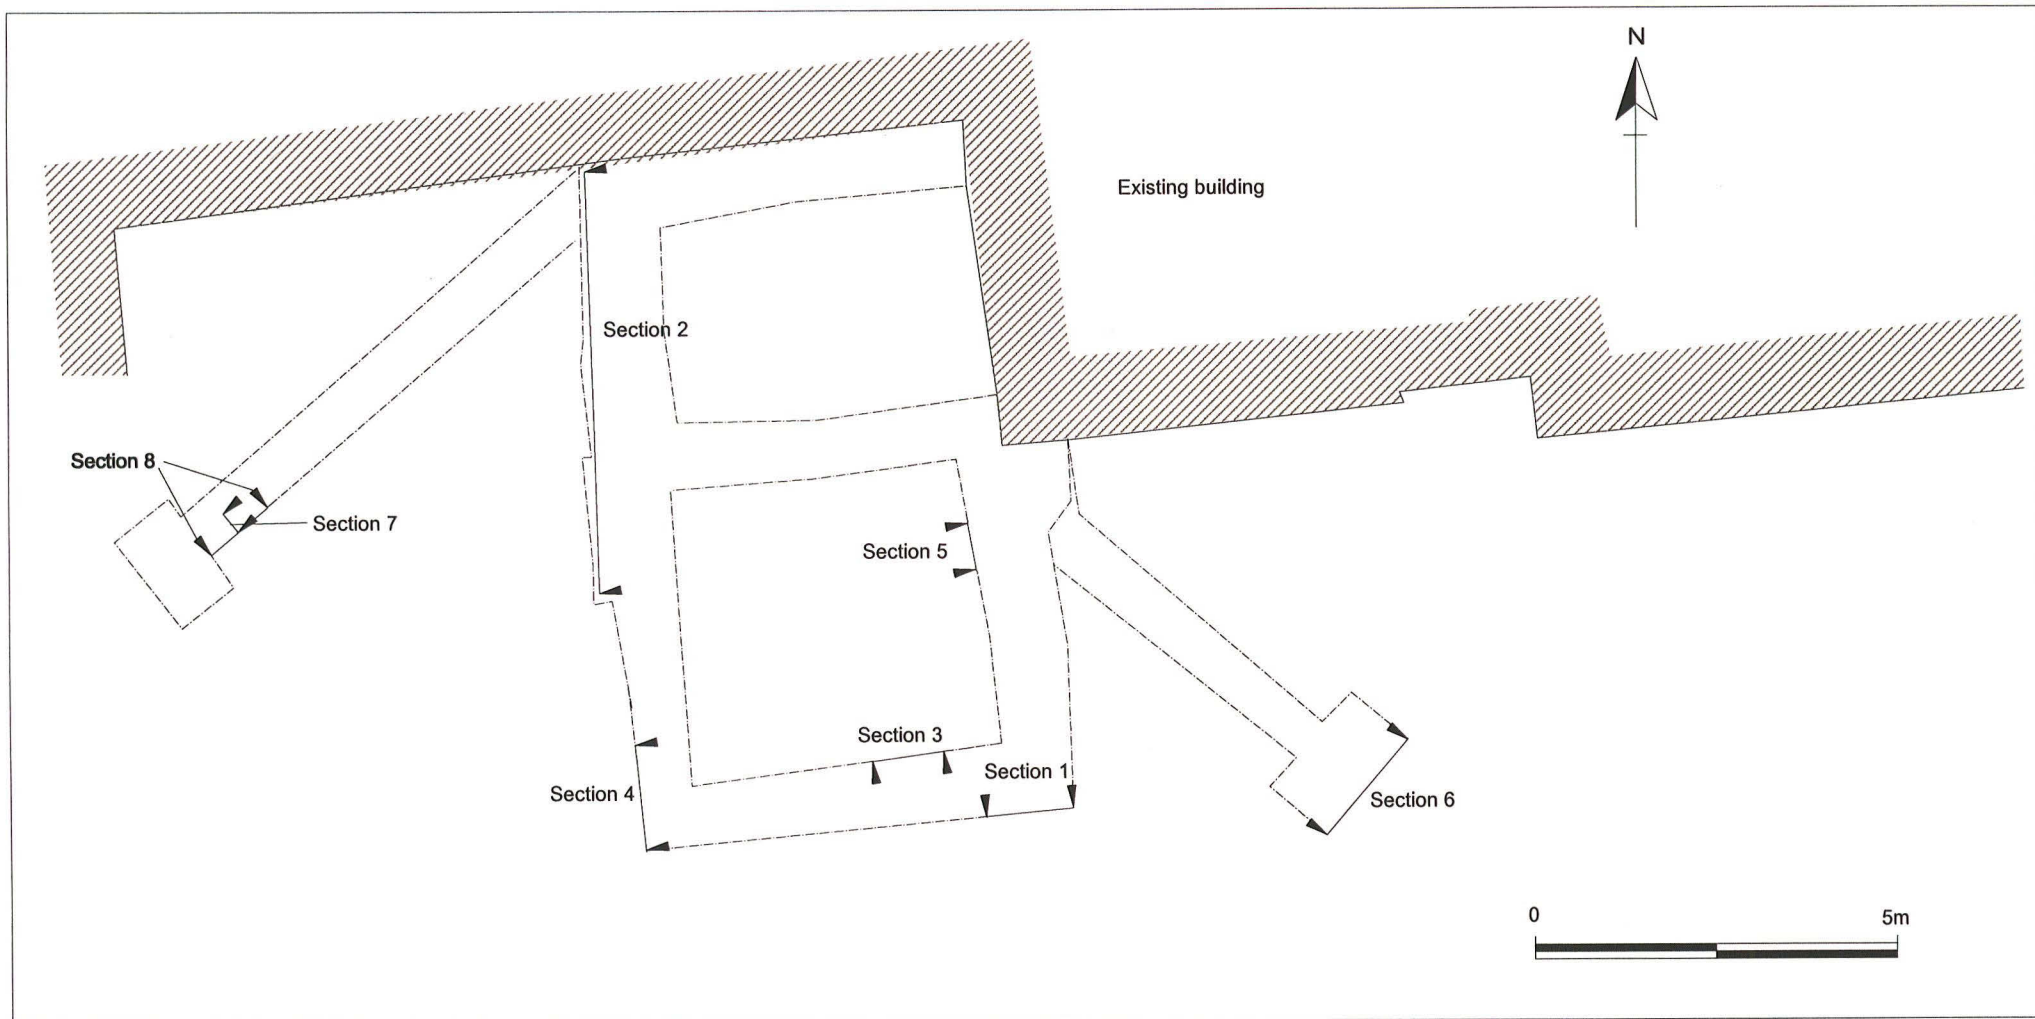 N
Existing building
Section 2
Section 8
Section 7
Section 5
Section 3
Section 1
Section 4
Section 6
0
5m